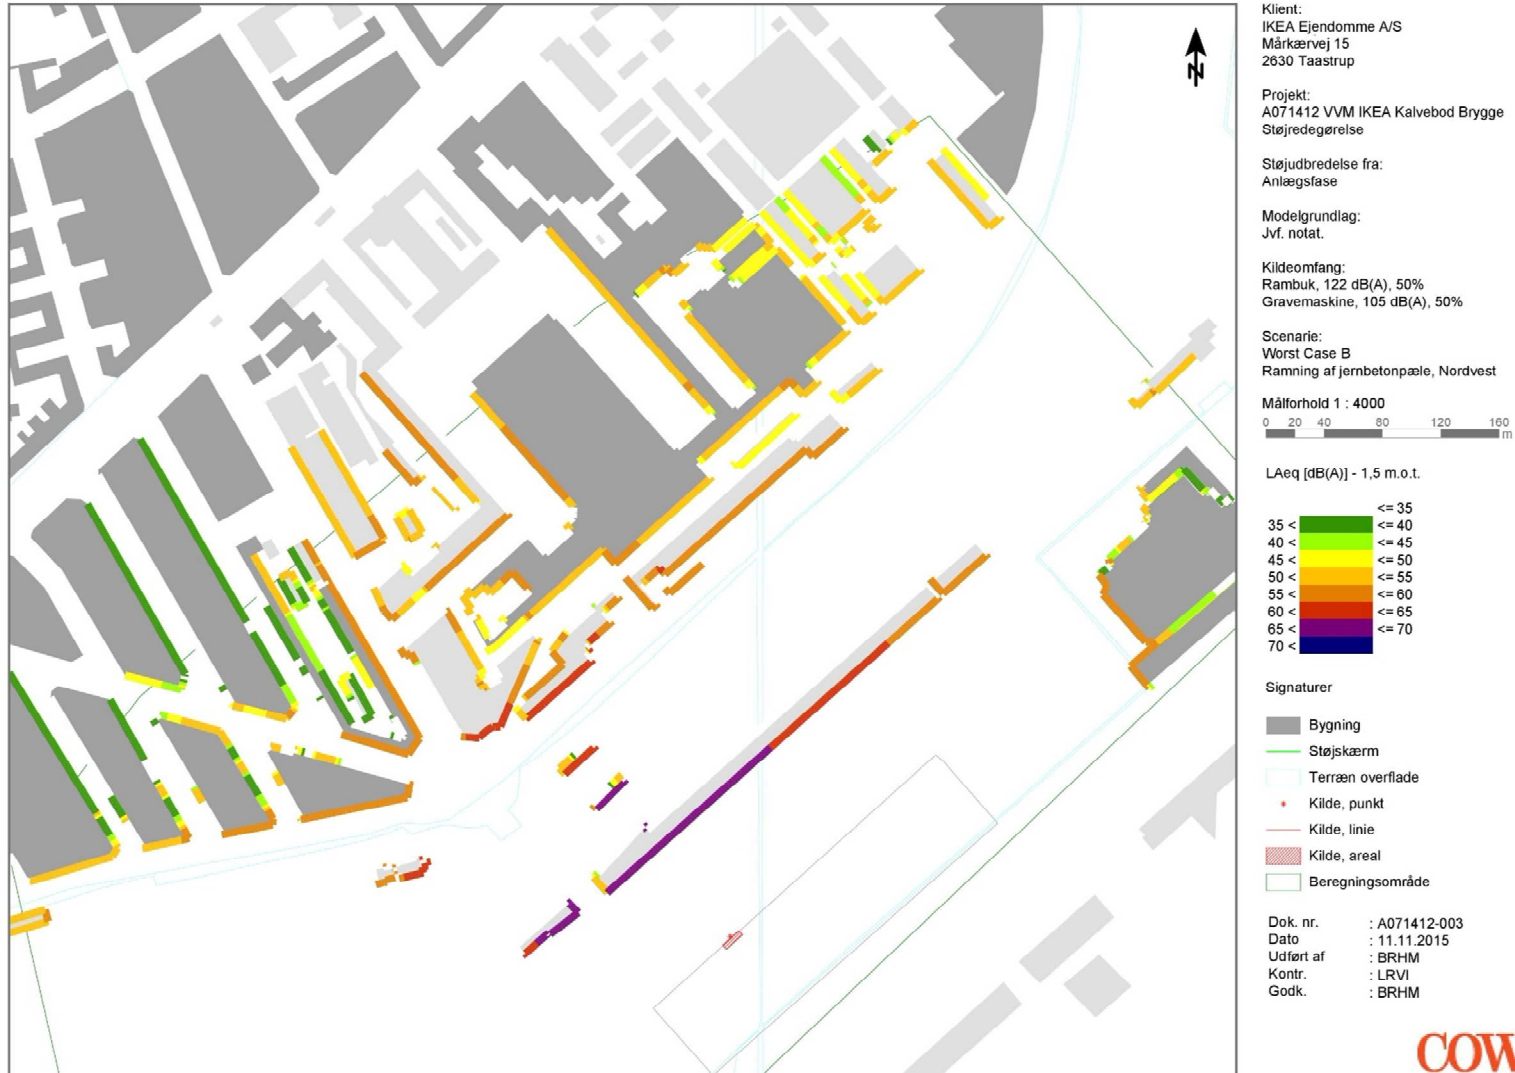 N
Klient:
IKEA Ejendomme A/S
Mårkærvej 15
2630 Taastrup
Projekt:
A071412 VVM IKEA Kalvebod Brygge
Støjredegørelse
Støjudbredelse fra:
Anlægsfase
Modelgrundlag:
Jvf. notat.
Kildeomfang:
Rambuk, 122 dB(A), 50%
Gravemaskine, 105 dB(A), 50%
Scenarie:
Worst Case B
Ramning af jernbetonpæle, Nordvest
Målforhold 1 : 4000
0 20 40 80 120 160
m
LAeq [dB(A)] - 1,5 m.o.t.
<= 35
35 < <= 40
40 < <= 45
45 < <= 50
50 < <= 55
55 < <= 60
60 < <= 65
65 < <= 70
70 <
Signaturer
Bygning
Støjskærm
Terræn overflade
Kilde, punkt
Kilde, linie
Kilde, areal
Beregningsområde
Dok. nr. : A071412-003
Dato : 11.11.2015
Udført af : BRHM
Kontr. : LRVI
Godk. : BRHM
COW